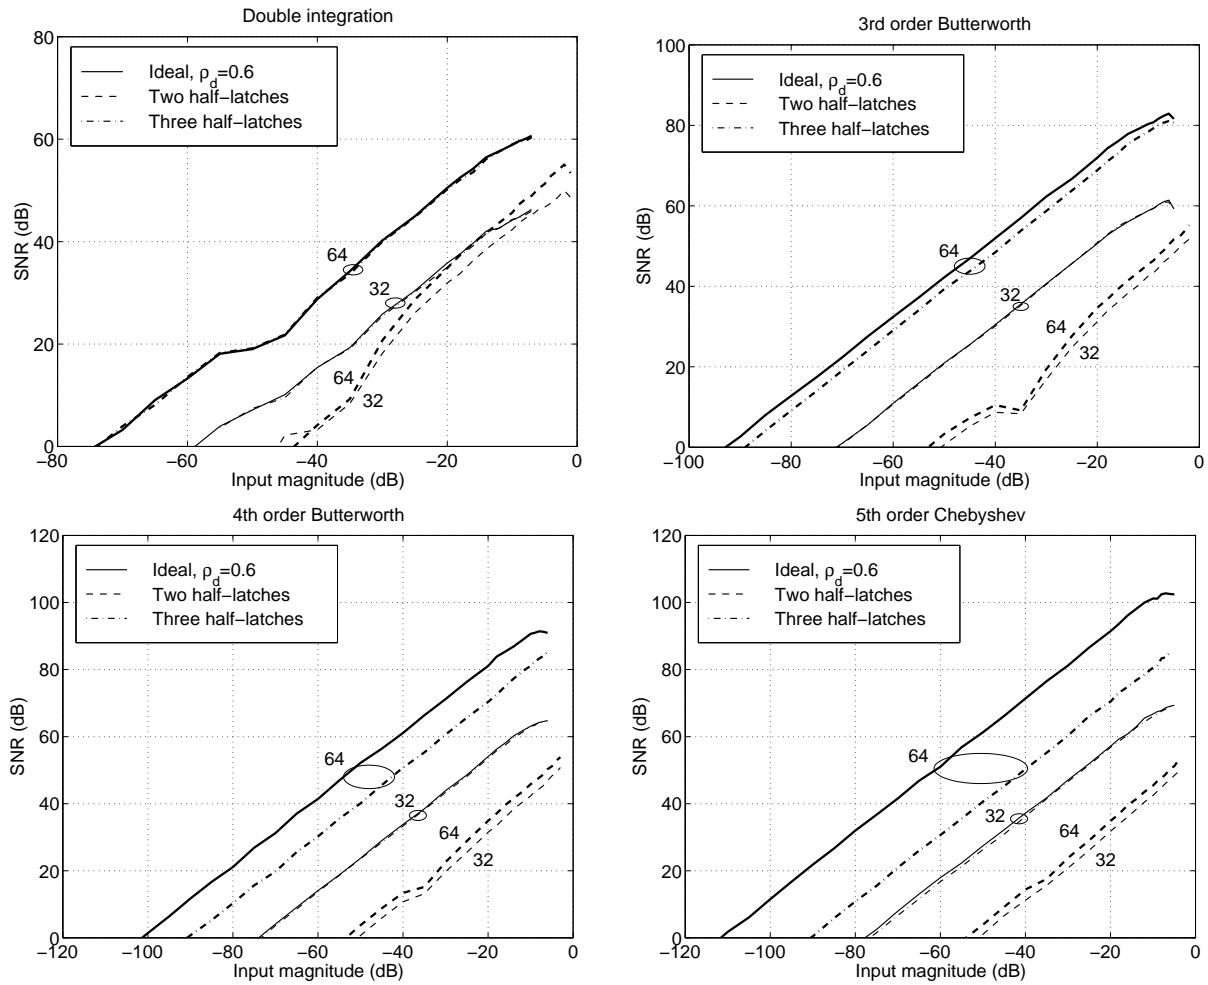 Double integration
80
60
40
20
0
−80
−60
−40
−20
0
SNR (dB)
Input magnitude (dB)
Ideal, ρd=0.6
Two half−latches
Three half−latches
64
32
64
32
3rd order Butterworth
100
80
60
40
20
0
−100
−80
−60
−40
−20
0
SNR (dB)
Input magnitude (dB)
Ideal, ρd=0.6
Two half−latches
Three half−latches
64
32
64
32
4th order Butterworth
120
100
80
60
40
20
0
−120
−100
−80
−60
−40
−20
0
SNR (dB)
Input magnitude (dB)
Ideal, ρd=0.6
Two half−latches
Three half−latches
64
32
64
32
5th order Chebyshev
120
100
80
60
40
20
0
−120
−100
−80
−60
−40
−20
0
SNR (dB)
Input magnitude (dB)
Ideal, ρd=0.6
Two half−latches
Three half−latches
64
32
64
32